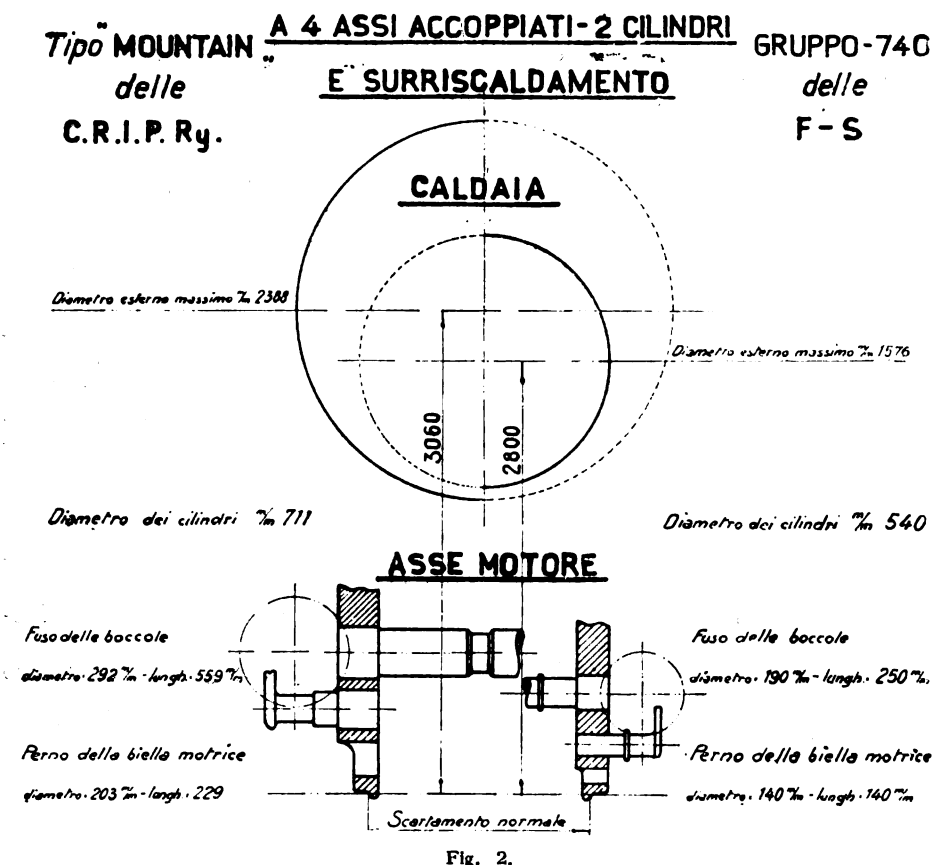 A 4 ASSI ACCOPPIATI-2 CILINDRI
E SURRISCALDAMENTO
Tipo "MOUNTAIN"
delle
C.R.I.P. Ry.
GRUPPO-740
delle
F-S
CALDAIA
Diametro esterno massimo m/m 2388
Diametro esterno massimo m/m 1576
3060
2800
Diametro dei cilindri m/m 711
Diametro dei cilindri m/m 540
ASSE MOTORE
Fuso delle boccole
diametro. 292 m/m - lungh. 559 m/m
Fuso delle boccole
diametro. 190 m/m - lungh. 250 m/m
Perno della biella motrice
diametro. 203 m/m - lungh. 229
Perno della biella motrice
diametro. 140 m/m - lungh. 140 m/m
Scartamento normale
Fig. 2.